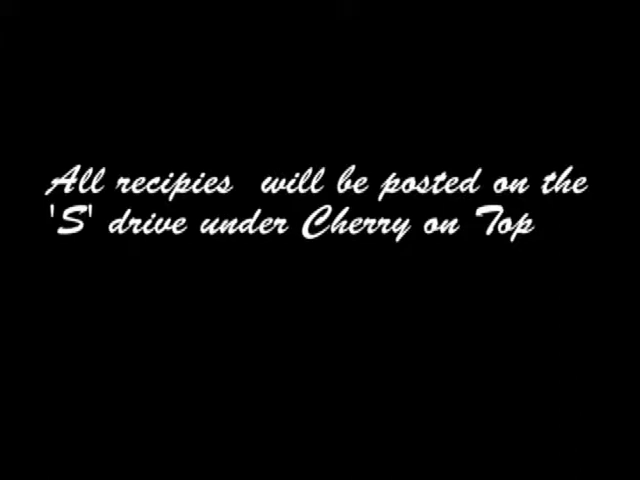 All recipies will be posted on the
'S' drive under Cherry on Top